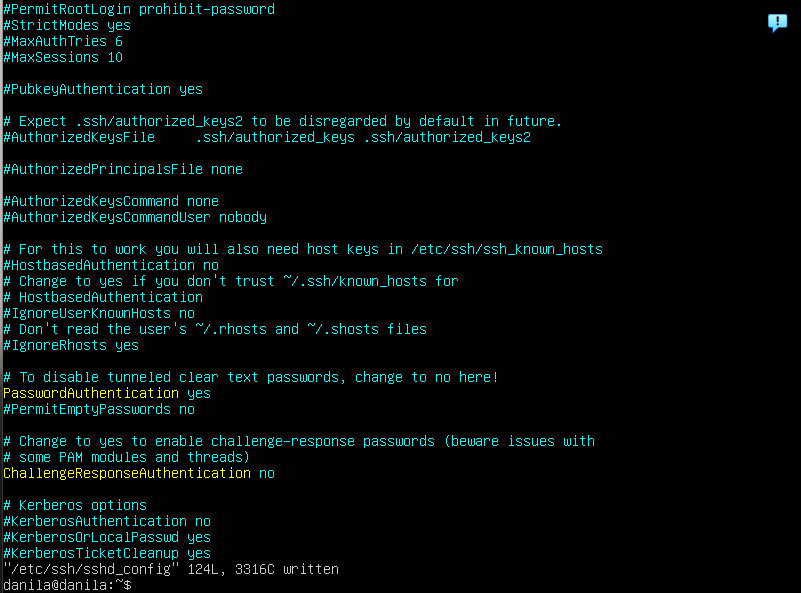 #PermitRootLogin prohibit-password
#StrictModes yes
#MaxAuthTries 6
#MaxSessions 10
#PubkeyAuthentication yes
# Expect .ssh/authorized_keys2 to be disregarded by default in future.
#AuthorizedKeysFile     .ssh/authorized_keys .ssh/authorized_keys2
#AuthorizedPrincipalsFile none
#AuthorizedKeysCommand none
#AuthorizedKeysCommandUser nobody
# For this to work you will also need host keys in /etc/ssh/ssh_known_hosts
#HostbasedAuthentication no
# Change to yes if you don't trust ~/.ssh/known_hosts for
# HostbasedAuthentication
#IgnoreUserKnownHosts no
# Don't read the user's ~/.rhosts and ~/.shosts files
#IgnoreRhosts yes
# To disable tunneled clear text passwords, change to no here!
PasswordAuthentication yes
#PermitEmptyPasswords no
# Change to yes to enable challenge-response passwords (beware issues with
# some PAM modules and threads)
ChallengeResponseAuthentication no
# Kerberos options
#KerberosAuthentication no
#KerberosOrLocalPasswd yes
#KerberosTicketCleanup yes
"/etc/ssh/sshd_config" 124L, 3316C written
danila@danila:~$